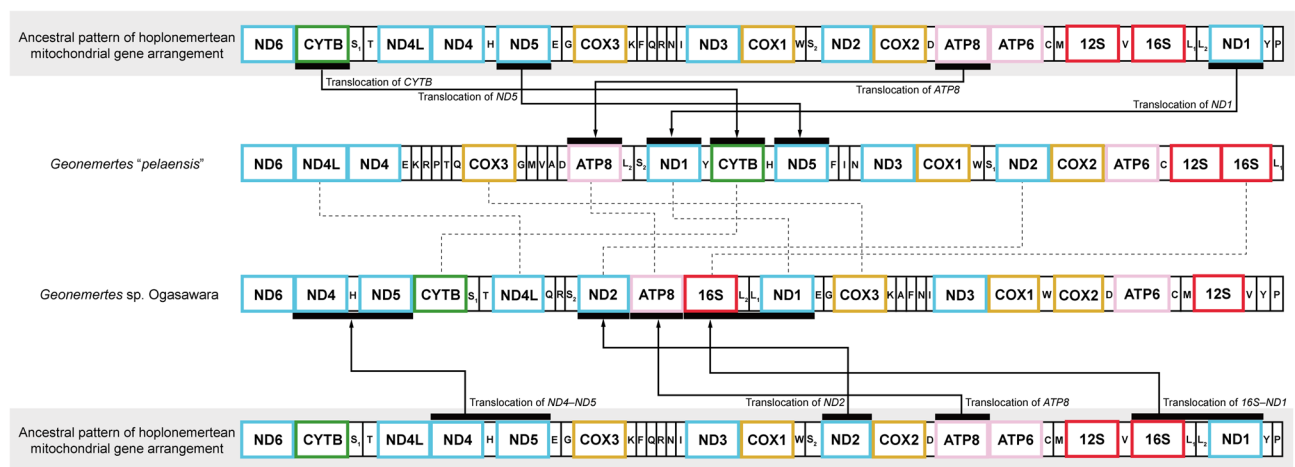 Ancestral pattern of hoplonemertean
mitochondrial gene arrangement
ND6 CYTB S1 T ND4L ND4 H ND5 E G COX3 K F Q R N I ND3 COX1 W S2 ND2 COX2 D ATP8 ATP6 C M 12S V 16S L1 L2 ND1 Y P
Translocation of CYTB
Translocation of ATP8
Translocation of ND5
Translocation of ND1
Geonemertes “pelaensis”
ND6 ND4L ND4 E K R P T Q COX3 G M V A D ATP8 L2 S2 ND1 Y CYTB H ND5 F I N ND3 COX1 W S1 ND2 COX2 ATP6 C 12S 16S L1
Geonemertes sp. Ogasawara
ND6 ND4 H ND5 CYTB S1 T ND4L Q R S2 ND2 ATP8 16S L2 L1 ND1 E G COX3 K A F N I ND3 COX1 W COX2 D ATP6 C M 12S V Y P
Translocation of ND4–ND5
Translocation of ND2
Translocation of ATP8
Translocation of 16S–ND1
Ancestral pattern of hoplonemertean
mitochondrial gene arrangement
ND6 CYTB S1 T ND4L ND4 H ND5 E G COX3 K F Q R N I ND3 COX1 W S2 ND2 COX2 D ATP8 ATP6 C M 12S V 16S L1 L2 ND1 Y P